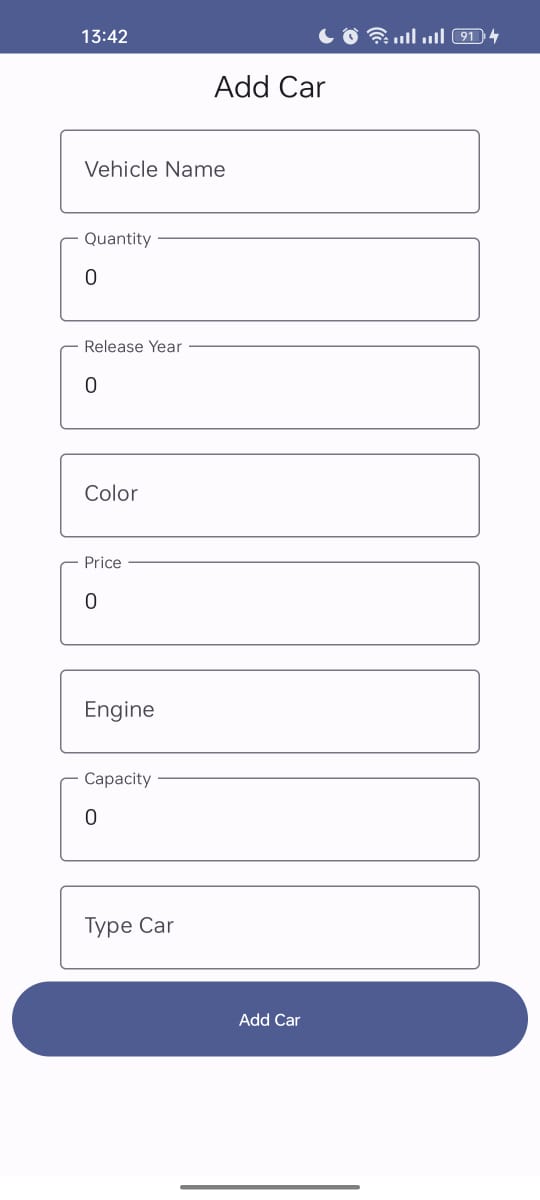 13:42
91
Add Car
Vehicle Name
Quantity
0
Release Year
0
Color
Price
0
Engine
Capacity
0
Type Car
Add Car